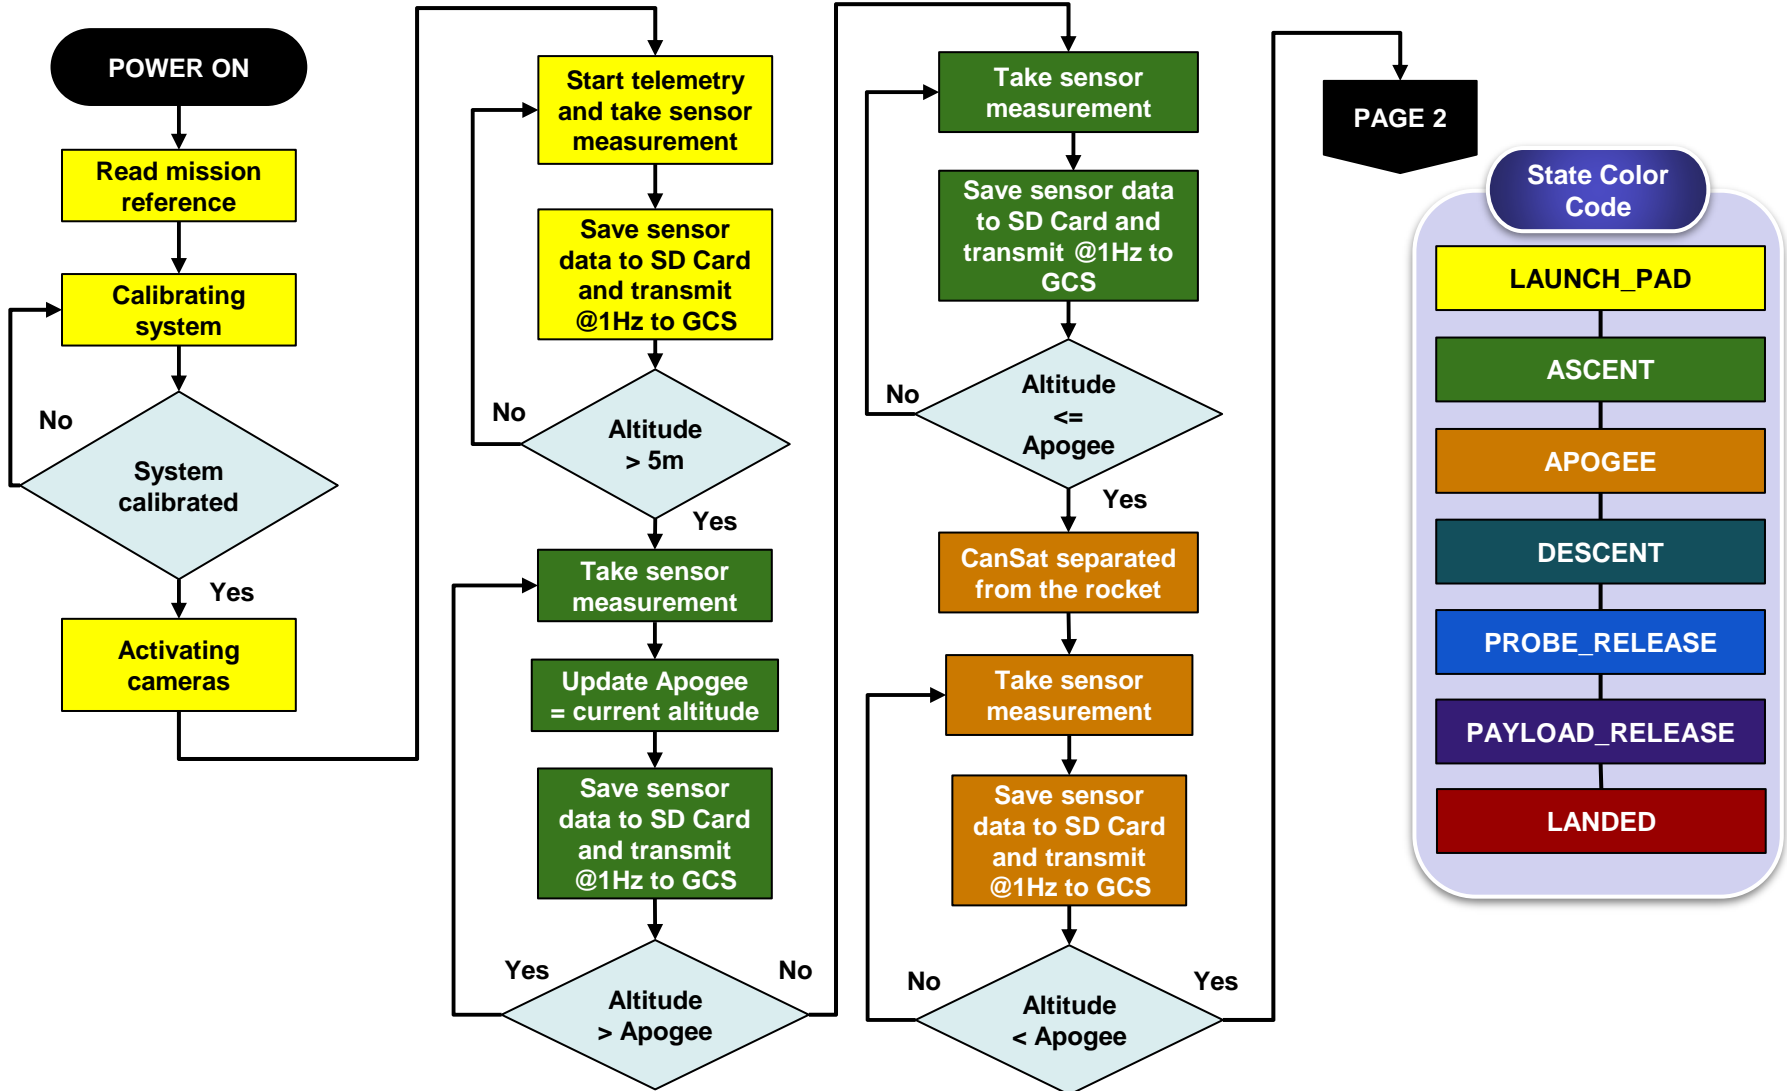 POWER ON
Read mission
reference
Calibrating
system
No
System
calibrated
Yes
Activating
cameras
Start telemetry
and take sensor
measurement
Save sensor
data to SD Card
and transmit
@1Hz to GCS
No
Altitude
> 5m
Yes
Take sensor
measurement
Update Apogee
= current altitude
Save sensor
data to SD Card
and transmit
@1Hz to GCS
Yes
No
Altitude
> Apogee
Take sensor
measurement
Save sensor data
to SD Card and
transmit @1Hz to
GCS
No
Altitude
<=
Apogee
Yes
CanSat separated
from the rocket
Take sensor
measurement
Save sensor
data to SD Card
and transmit
@1Hz to GCS
No
Yes
Altitude
< Apogee
PAGE 2
State Color
Code
LAUNCH_PAD
ASCENT
APOGEE
DESCENT
PROBE_RELEASE
PAYLOAD_RELEASE
LANDED